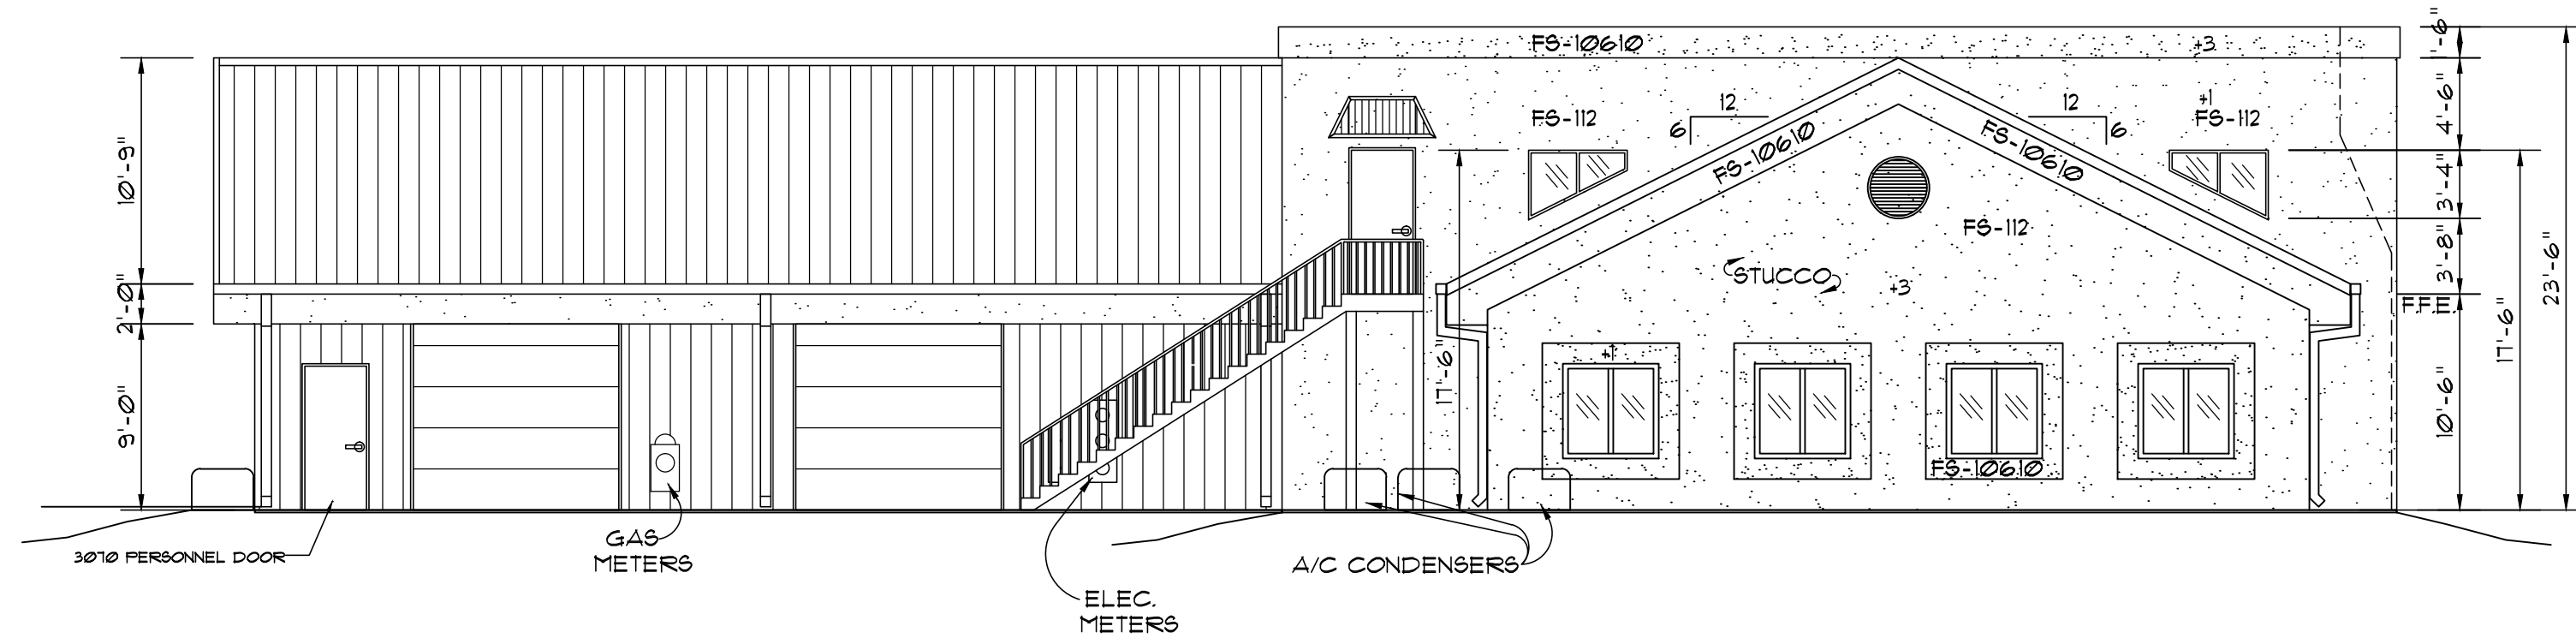 FS-10610
+3
1'-6"
FS-112
12
6
FS-10610
12
6
FS-10610
+1
FS-112
4'-6"
10'-9"
3'-4"
FS-112
STUCCO
+3
3'-8"
23'-6"
F.F.E.
2'-0"
17'-6"
17'-6"
+1
9'-0"
10'-6"
FS-10610
3070 PERSONNEL DOOR
GAS
METERS
A/C CONDENSERS
ELEC.
METERS